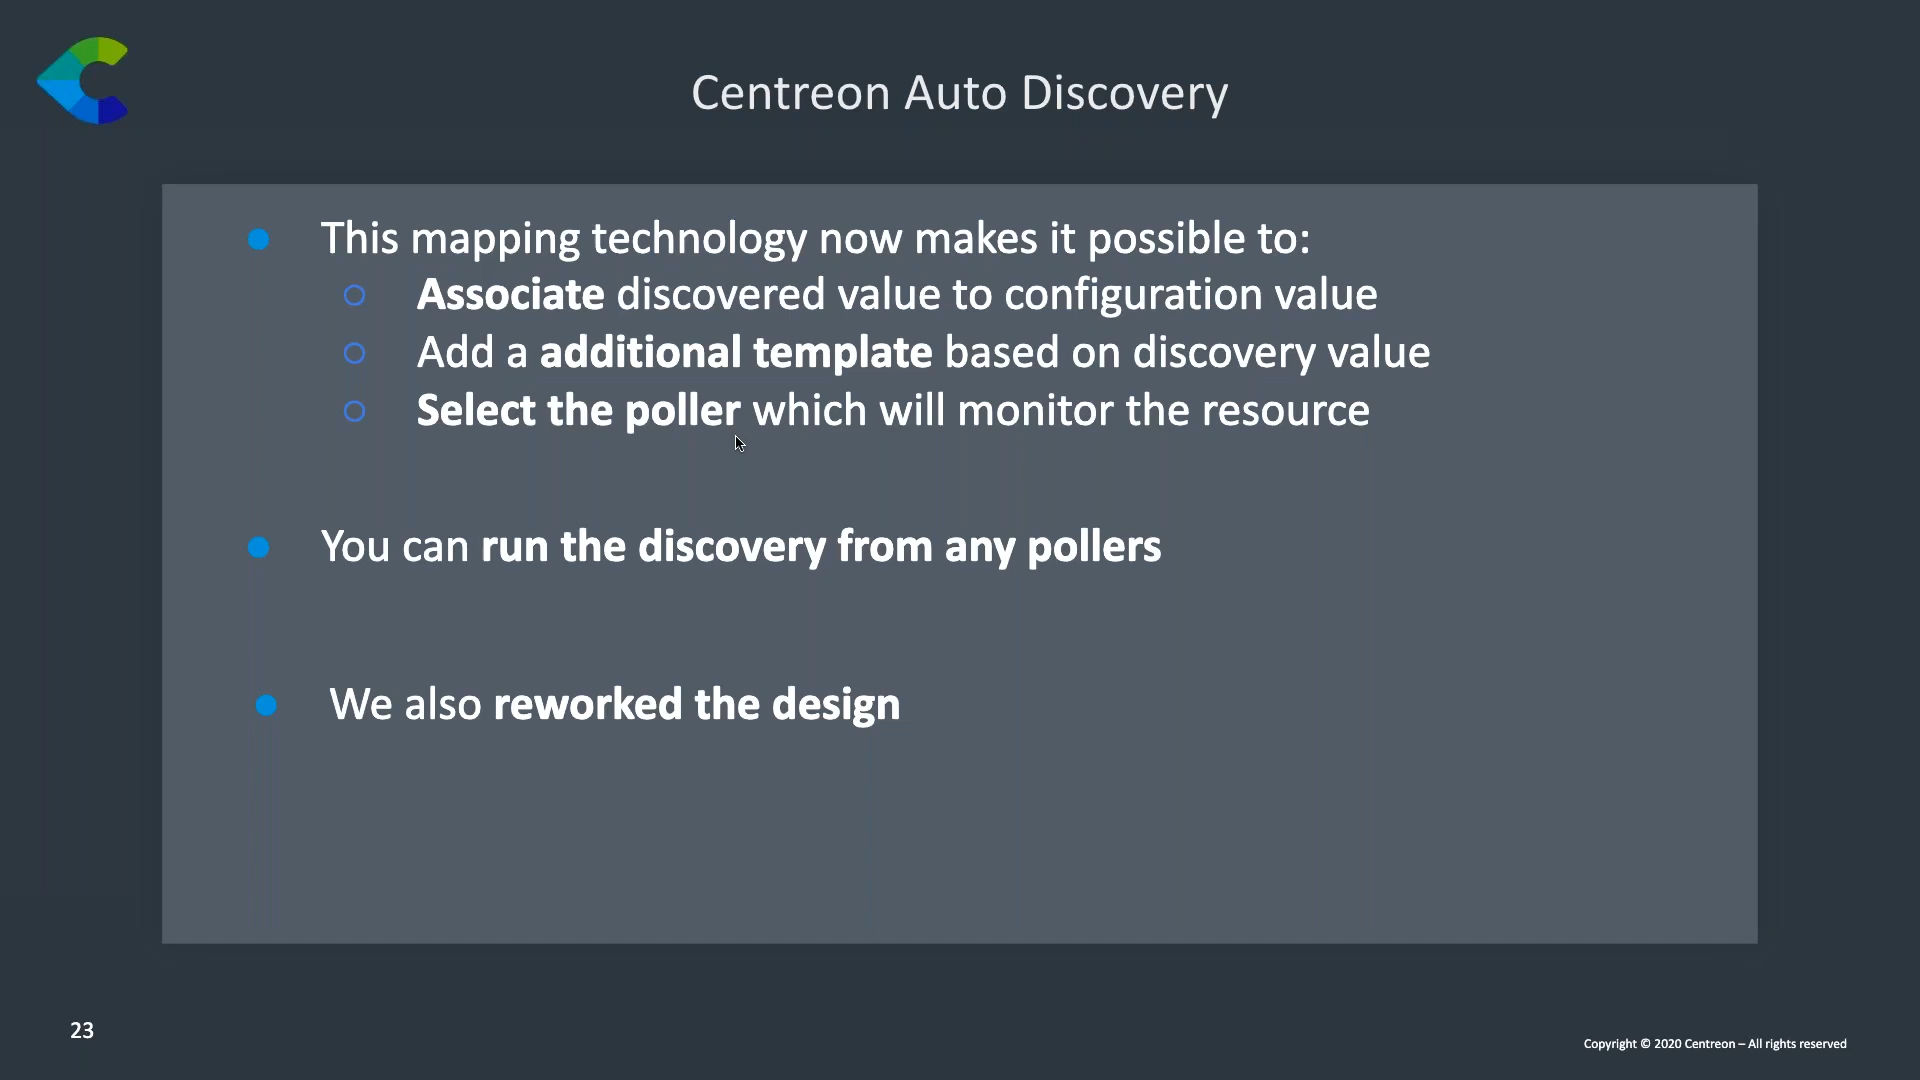 Centreon Auto Discovery
This mapping technology now makes it possible to:
Associate discovered value to configuration value
Add a additional template based on discovery value
Select the poller which will monitor the resource
You can run the discovery from any pollers
We also reworked the design
23
Copyright © 2020 Centreon – All rights reserved